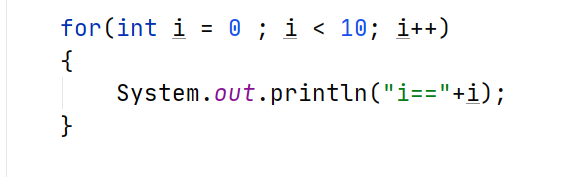 for(int i = 0 ; i < 10; i++)
{
    System.out.println("i=="+i);
}